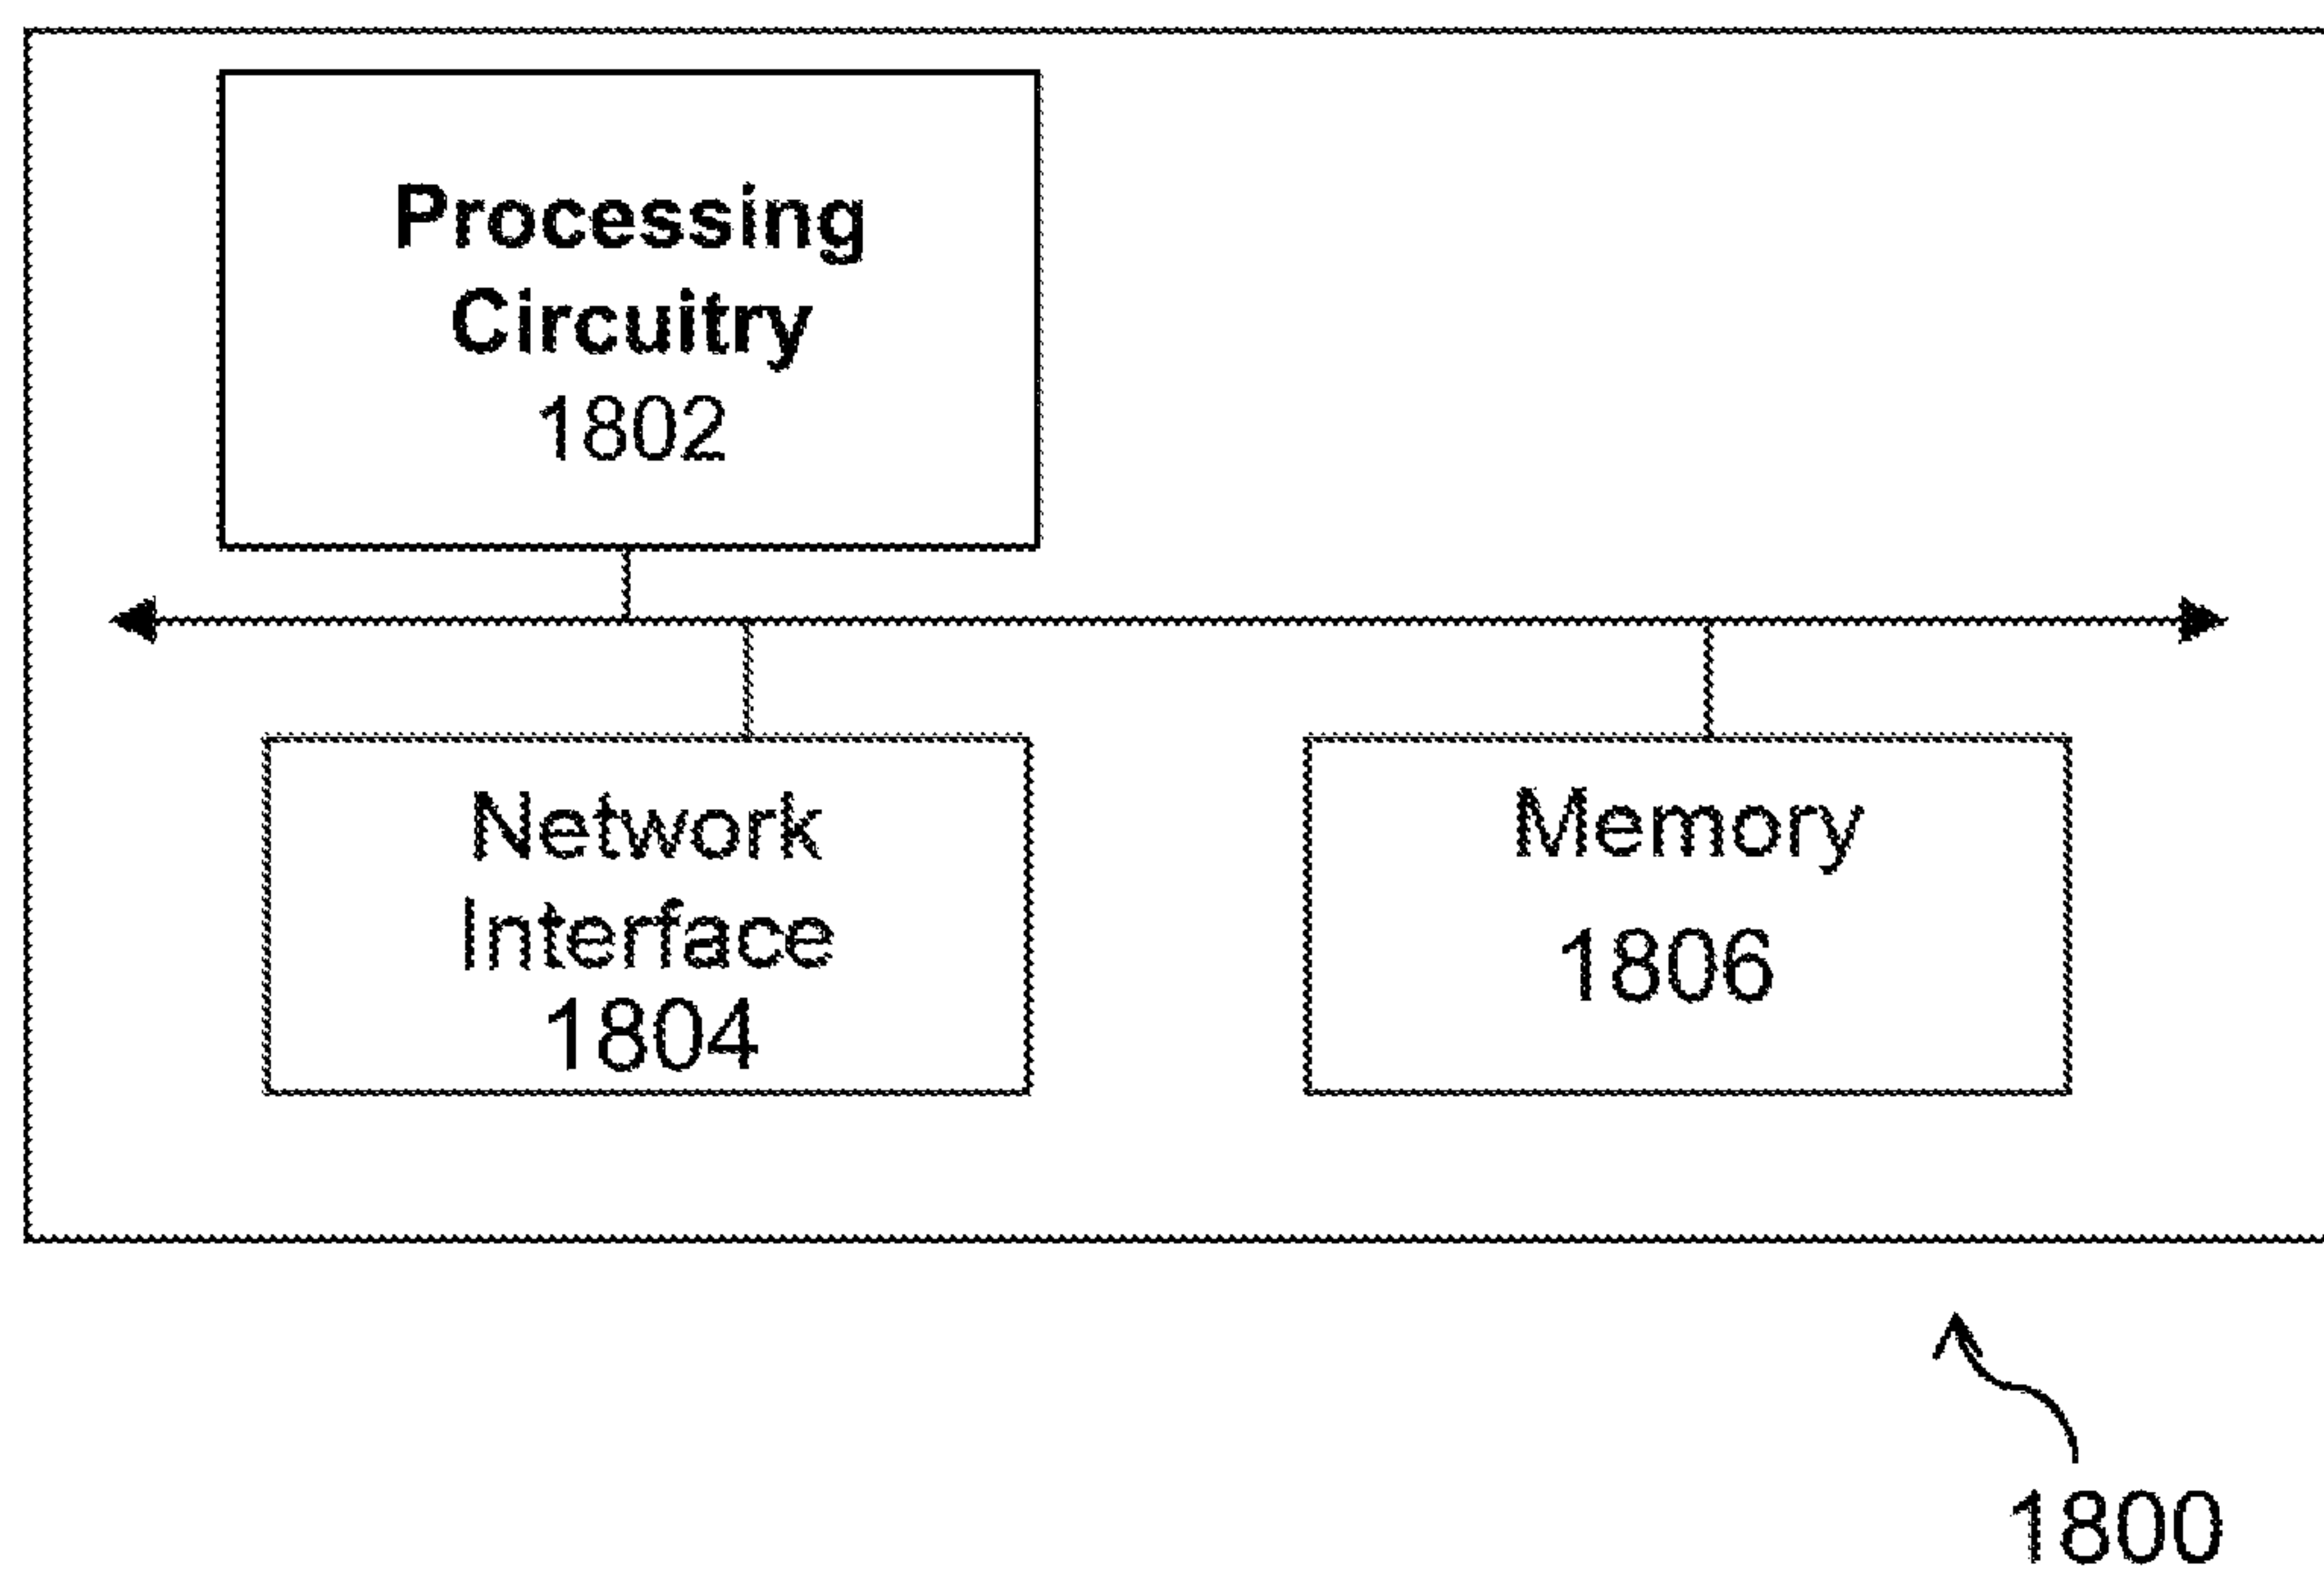 Processing
Circuitry
1802
Network
Interface
1804
Memory
1806
1800